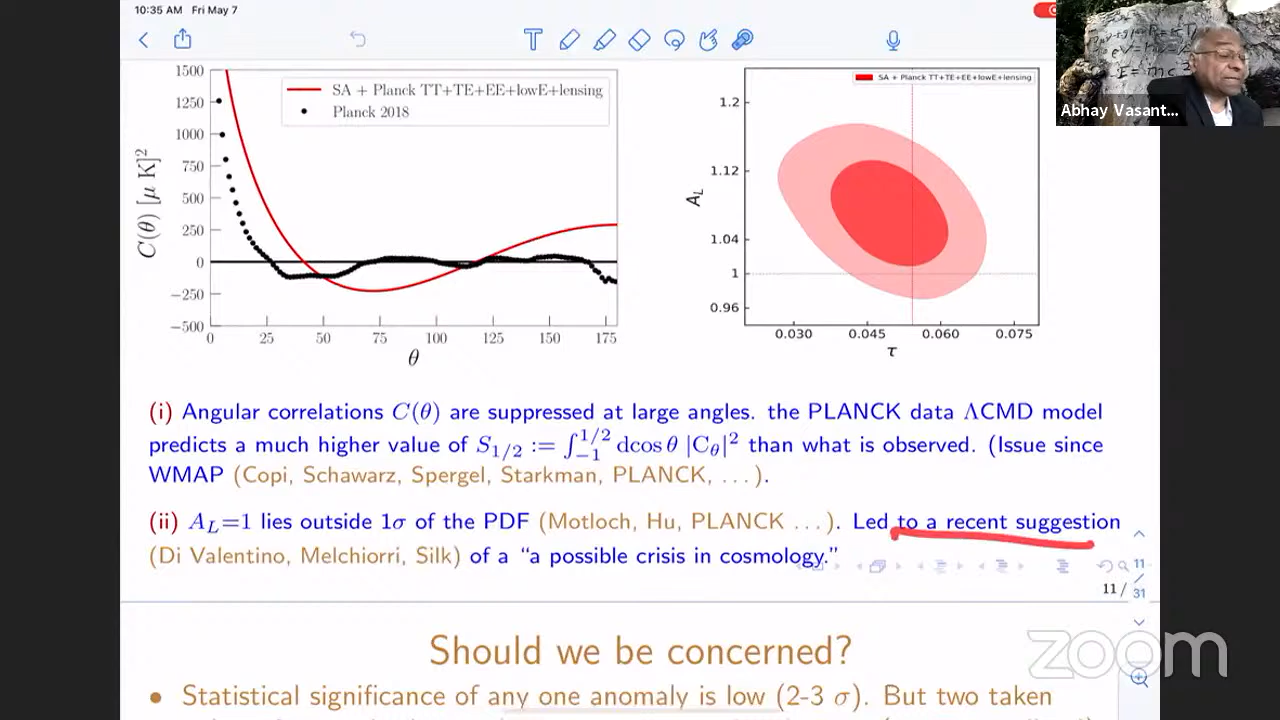 10:35 AM Fri May 7
1500
1250
1000
750
500
250
0
−250
−500
C(θ) [μ K]²
SA + Planck TT+TE+EE+lowE+lensing
Planck 2018
0 25 50 75 100 125 150 175
θ
SA + Planck TT+TE+EE+lowE+lensing
1.2
1.12
1.04
1
0.96
A_L
0.030 0.045 0.060 0.075
τ
E=mc²
Abhay Vasant...
(i) Angular correlations C(θ) are suppressed at large angles. the PLANCK data ΛCMD model
predicts a much higher value of S_{1/2} := ∫_{−1}^{1/2} dcos θ |C_θ|² than what is observed. (Issue since
WMAP (Copi, Schawarz, Spergel, Starkman, PLANCK, ...).
(ii) A_L=1 lies outside 1σ of the PDF (Motloch, Hu, PLANCK ...). Led to a recent suggestion
(Di Valentino, Melchiorri, Silk) of a “a possible crisis in cosmology.”
11 / 31
11
/
31
Should we be concerned?
• Statistical significance of any one anomaly is low (2-3 σ). But two taken
zoom